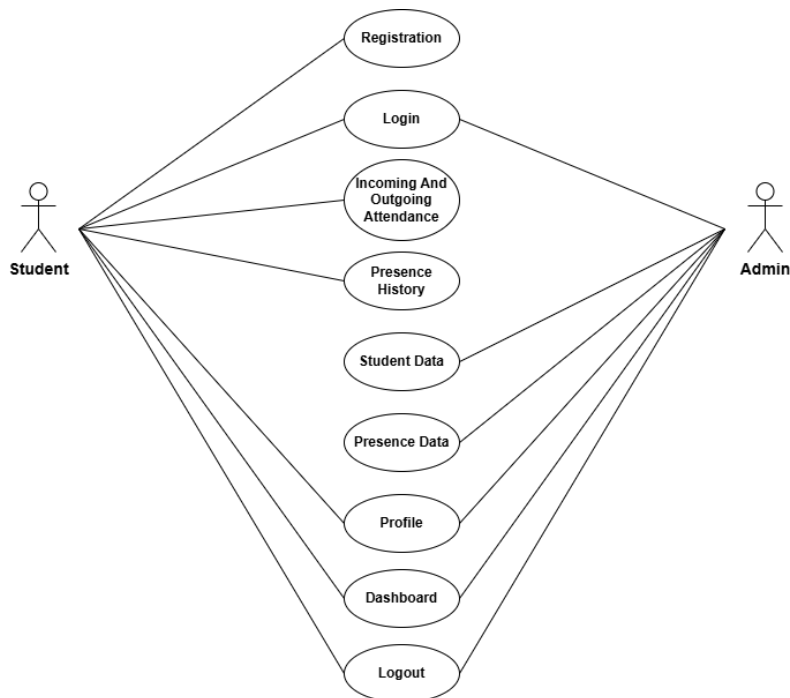 Registration
Login
Incoming And
Outgoing
Attendance
Student
Admin
Presence
History
Student Data
Presence Data
Profile
Dashboard
Logout